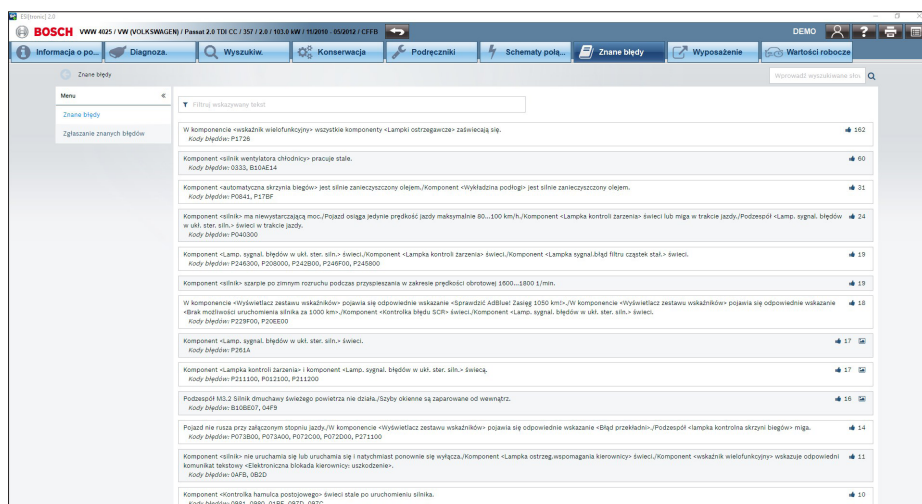 ESI[tronic] 2.0
BOSCH VWW 4025 / VW (VOLKSWAGEN) / Passat 2.0 TDI CC / 357 / 2.0 / 103.0 kW / 11/2010 - 05/2012 / CFFB
DEMO
Informacja o po... Diagnoza. Wyszukiw. Konserwacja Podręczniki Schematy połą... Znane błędy Wyposażenie Wartości robocze
Znane błędy
Wprowadź wyszukiwane sło
Menu «
Filtruj wskazywany tekst
Znane błędy
Zgłaszanie znanych błędów
W komponencie <wskaźnik wielofunkcyjny> wszystkie komponenty <Lampki ostrzegawcze> zaświecają się. 162
Kody błędów: P1726
Komponent <silnik wentylatora chłodnicy> pracuje stale. 60
Kody błędów: 0333, B10AE14
Komponent <automatyczna skrzynia biegów> jest silnie zanieczyszczony olejem./Komponent <Wykładzina podłogi> jest silnie zanieczyszczony olejem. 31
Kody błędów: P0841, P17BF
Komponent <silnik> ma niewystarczającą moc./Pojazd osiąga jedynie prędkość jazdy maksymalnie 80...100 km/h./Komponent <Lampka kontroli żarzenia> świeci lub miga w trakcie jazdy./Podzespół <Lamp. sygnal. błędów 24
w ukł. ster. siln.> świeci w trakcie jazdy.
Kody błędów: P040300
Komponent <Lamp. sygnal. błędów w ukł. ster. siln.> świeci./Komponent <Lampka kontroli żarzenia> świeci./Komponent <Lampka sygnal.błąd filtru cząstek stał.> świeci. 19
Kody błędów: P246300, P208000, P242B00, P246F00, P245800
Komponent <silnik> szarpie po zimnym rozruchu podczas przyspieszania w zakresie prędkości obrotowej 1600...1800 1/min. 19
W komponencie <Wyświetlacz zestawu wskaźników> pojawia się odpowiednie wskazanie <Sprawdzić AdBlue! Zasięg 1050 km!>./W komponencie <Wyświetlacz zestawu wskaźników> pojawia się odpowiednie wskazanie 18
<Brak możliwości uruchomienia silnika za 1000 km>./Komponent <Kontrolka błędu SCR> świeci./Komponent <Lamp. sygnal. błędów w ukł. ster. siln.> świeci.
Kody błędów: P229F00, P20EE00
Komponent <Lamp. sygnal. błędów w ukł. ster. siln.> świeci. 17
Kody błędów: P261A
Komponent <Lampka kontroli żarzenia> i komponent <Lamp. sygnal. błędów w ukł. ster. siln.> świecą. 17
Kody błędów: P211100, P012100, P211200
Podzespół M3.2 Silnik dmuchawy świeżego powietrza nie działa./Szyby okienne są zaparowane od wewnątrz. 16
Kody błędów: B10BE07, 04F9
Pojazd nie rusza przy załączonym stopniu jazdy./W komponencie <Wyświetlacz zestawu wskaźników> pojawia się odpowiednie wskazanie <Błąd przekładni>./Podzespół <lampka kontrolna skrzyni biegów> miga. 14
Kody błędów: P073B00, P073A00, P072C00, P072D00, P271100
Komponent <silnik> nie uruchamia się lub uruchamia się i natychmiast ponownie się wyłącza./Komponent <Lampka ostrzeg.wspomagania kierownicy> świeci./Komponent <wskaźnik wielofunkcyjny> wskazuje odpowiedni 11
komunikat tekstowy <Elektroniczna blokada kierownicy: uszkodzenie>.
Kody błędów: 0AFB, 0B2D
Komponent <Kontrolka hamulca postojowego> świeci stale po uruchomieniu silnika. 10